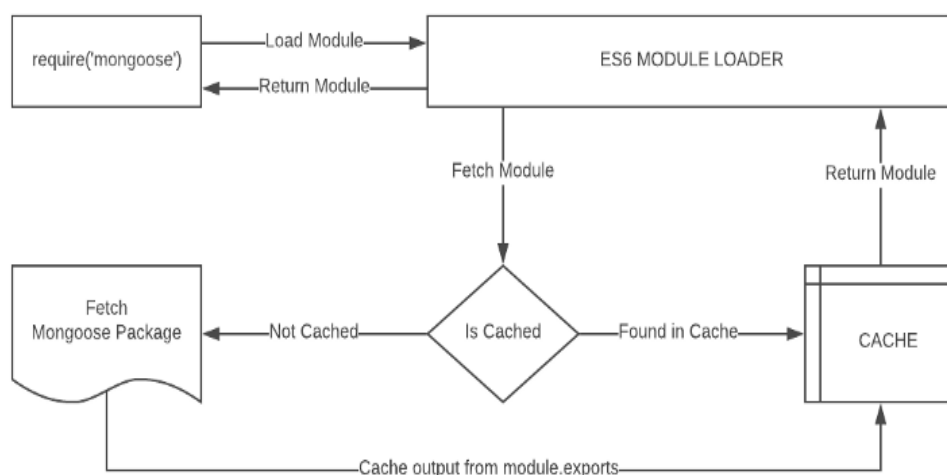 require('mongoose')
Load Module
Return Module
ES6 MODULE LOADER
Fetch Module
Return Module
Fetch
Mongoose Package
Not Cached
Is Cached
Found in Cache
CACHE
Cache output from module.exports